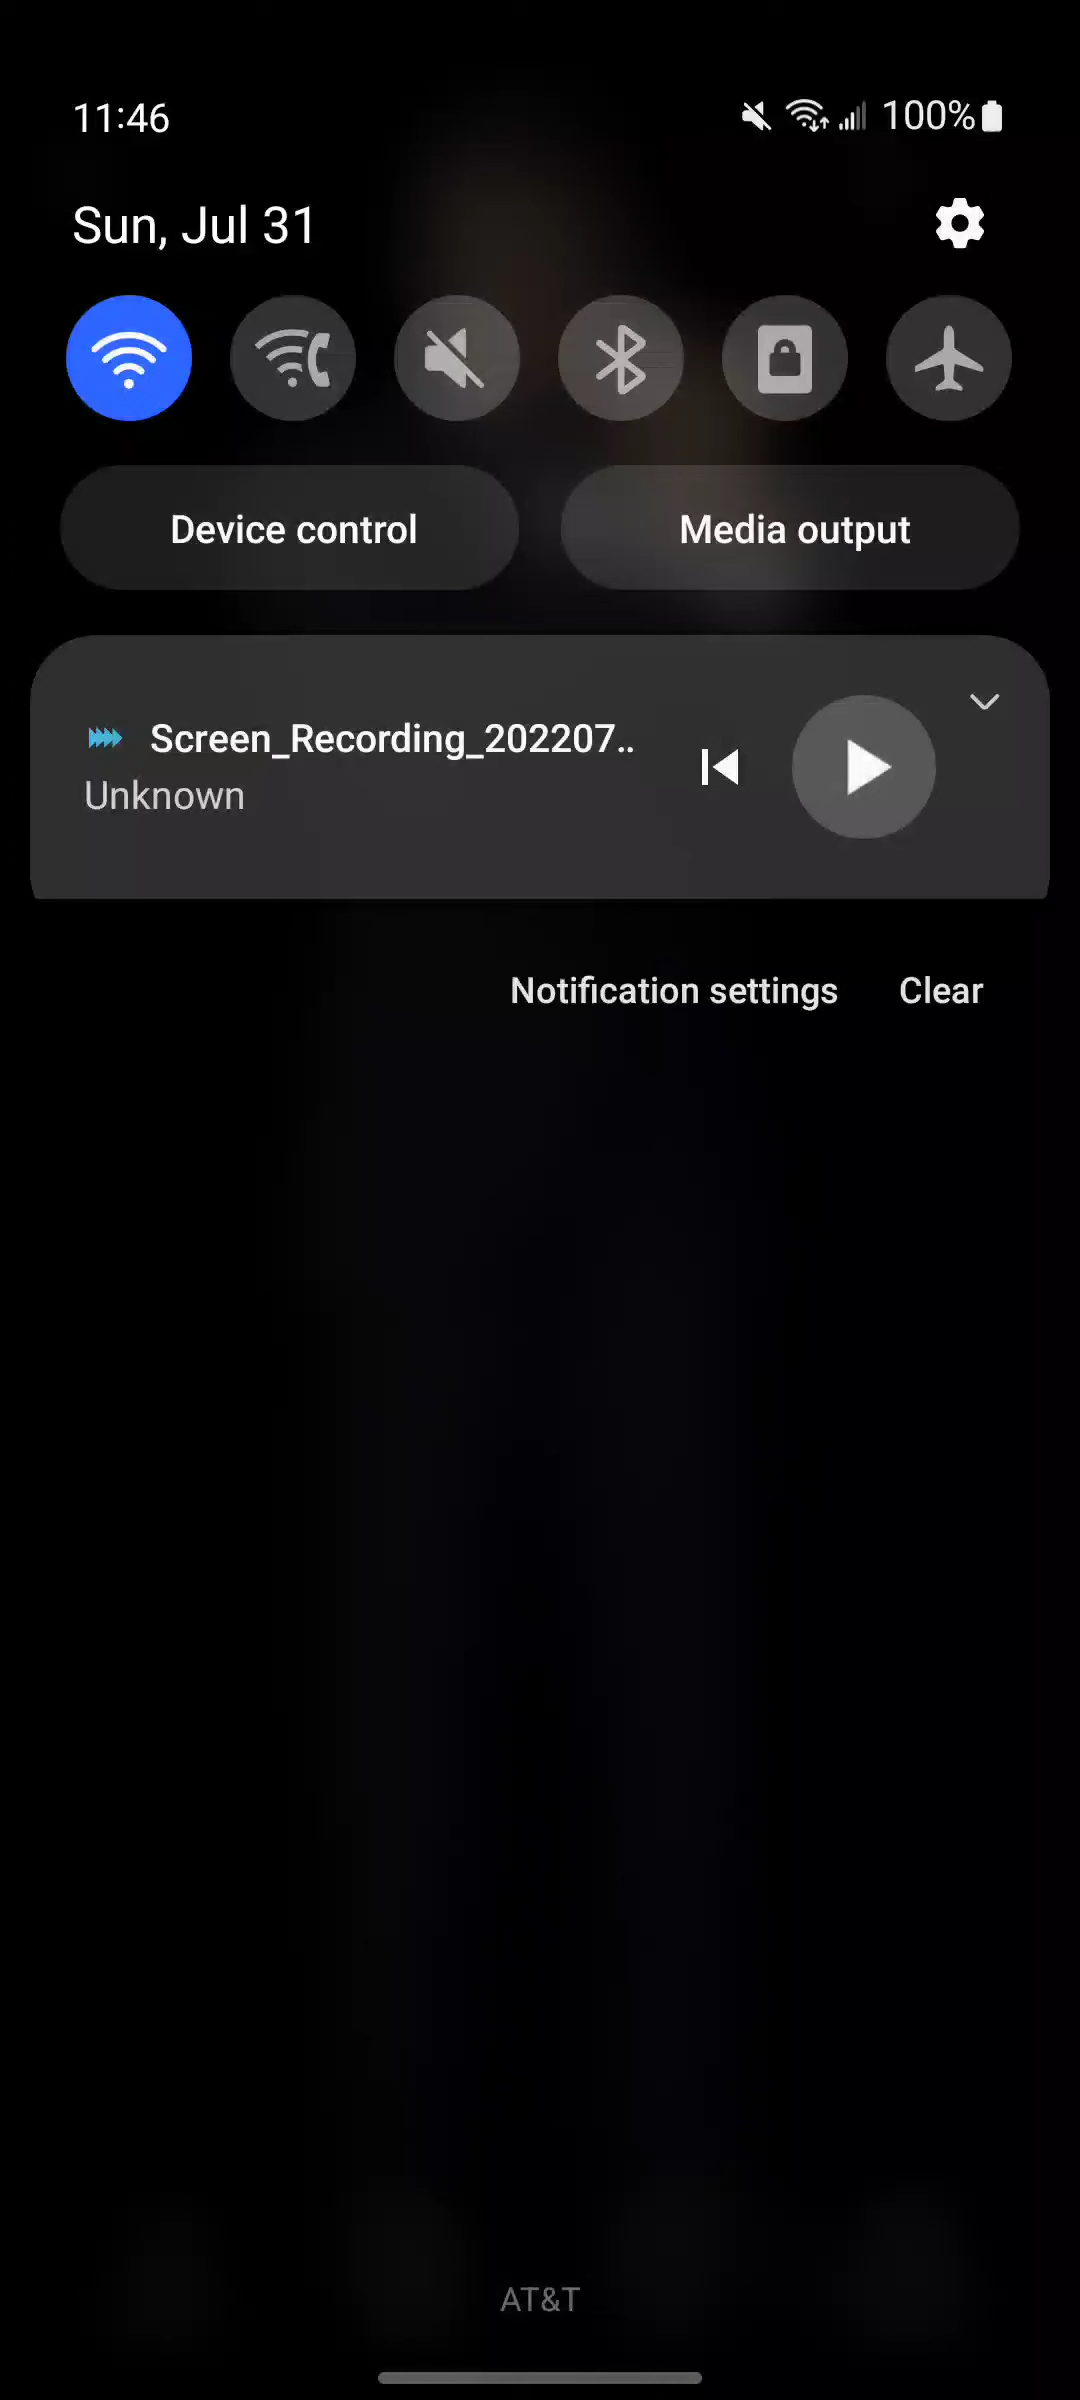 11:46
100%
Sun, Jul 31
Device control
Media output
Screen_Recording_202207..
Unknown
Notification settings
Clear
AT&T